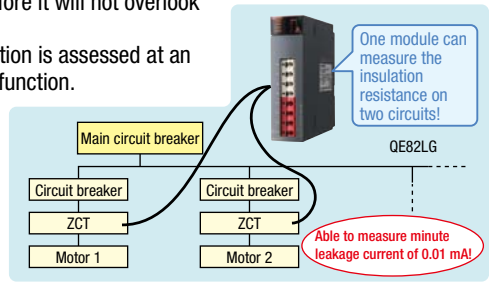 ore it will not overlook
tion is assessed at an
function.
One module can
measure the
insulation
resistance on
two circuits!
QE82LG
Main circuit breaker
Circuit breaker
Circuit breaker
ZCT
ZCT
Motor 1
Motor 2
Able to measure minute
leakage current of 0.01 mA!